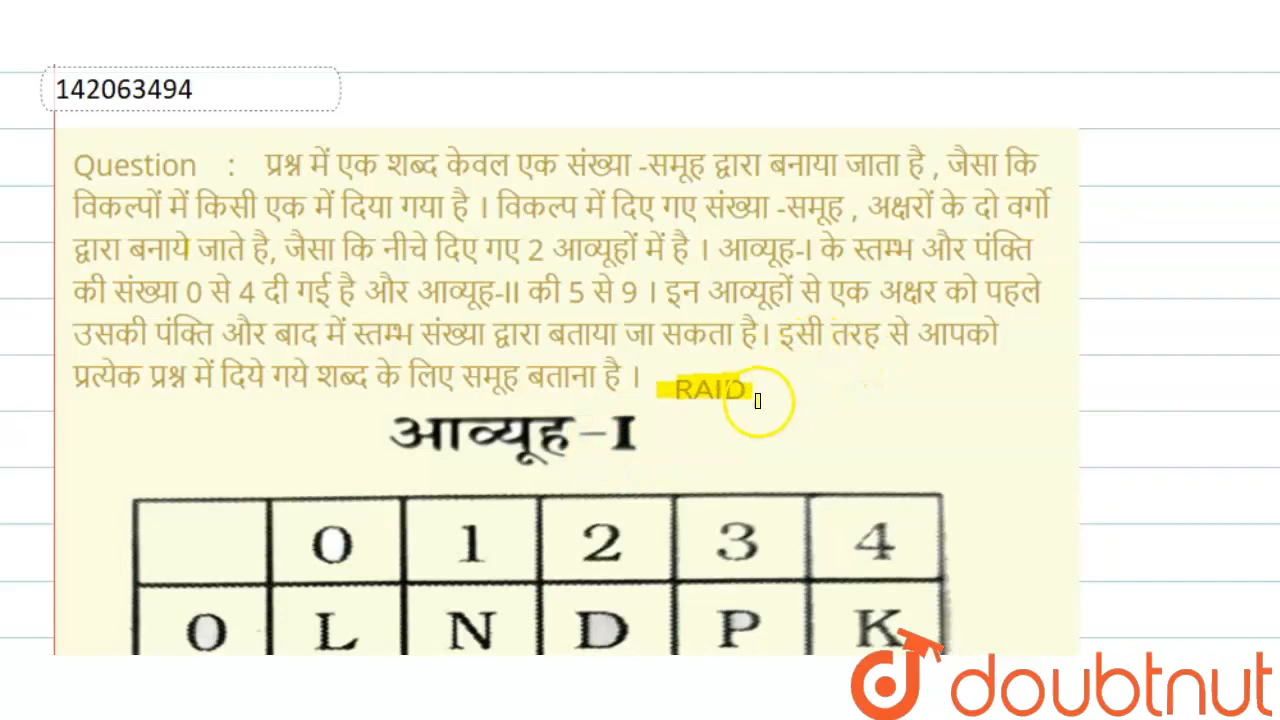 142063494
Question : प्रश्न में एक शब्द केवल एक संख्या -समूह द्वारा बनाया जाता है , जैसा कि
विकल्पों में किसी एक में दिया गया है । विकल्प में दिए गए संख्या -समूह , अक्षरों के दो वर्गो
द्वारा बनाये जाते है, जैसा कि नीचे दिए गए 2 आव्यूहों में है । आव्यूह-I के स्तम्भ और पंक्ति
की संख्या 0 से 4 दी गई है और आव्यूह-II की 5 से 9 । इन आव्यूहों से एक अक्षर को पहले
उसकी पंक्ति और बाद में स्तम्भ संख्या द्वारा बताया जा सकता है। इसी तरह से आपको
प्रत्येक प्रश्न में दिये गये शब्द के लिए समूह बताना है । RAID
आव्यूह-I
0 1 2 3 4
0 L N D P K
doubtnut